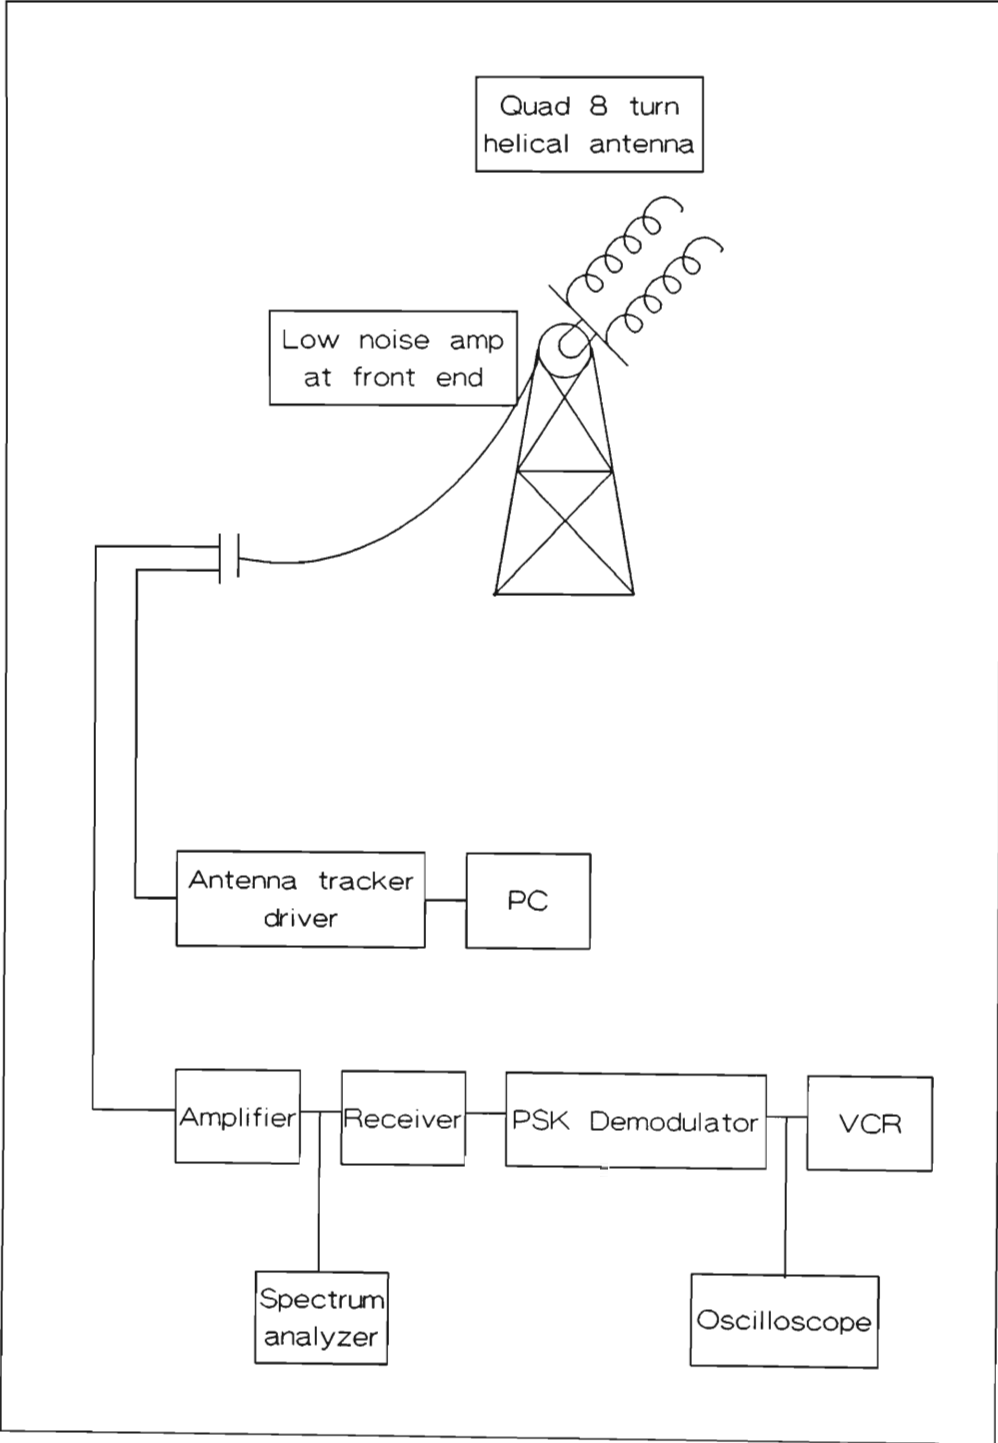 Quad 8 turn
helical antenna
Low noise amp
at front end
Antenna tracker
driver
PC
Amplifier
Receiver
PSK Demodulator
VCR
Spectrum
analyzer
Oscilloscope